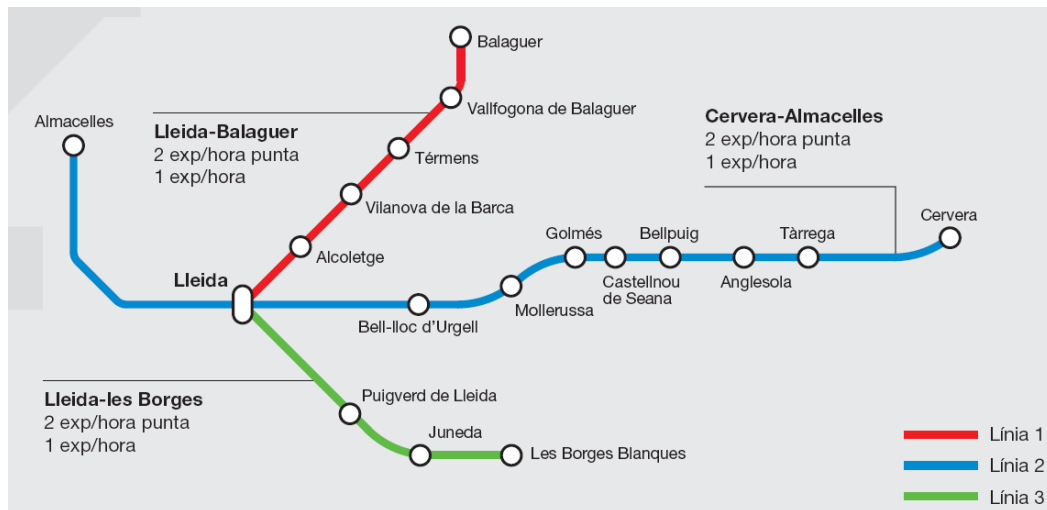 Balaguer
Vallfogona de Balaguer
Almacelles
Lleida-Balaguer
2 exp/hora punta
1 exp/hora
Térmens
Cervera-Almacelles
2 exp/hora punta
1 exp/hora
Vilanova de la Barca
Alcoletge
Golmés
Bellpuig
Tàrrega
Cervera
Lleida
Castellnou
de Seana
Anglesola
Mollerussa
Bell-lloc d'Urgell
Lleida-les Borges
2 exp/hora punta
1 exp/hora
Puigverd de Lleida
Juneda
Les Borges Blanques
Línia 1
Línia 2
Línia 3